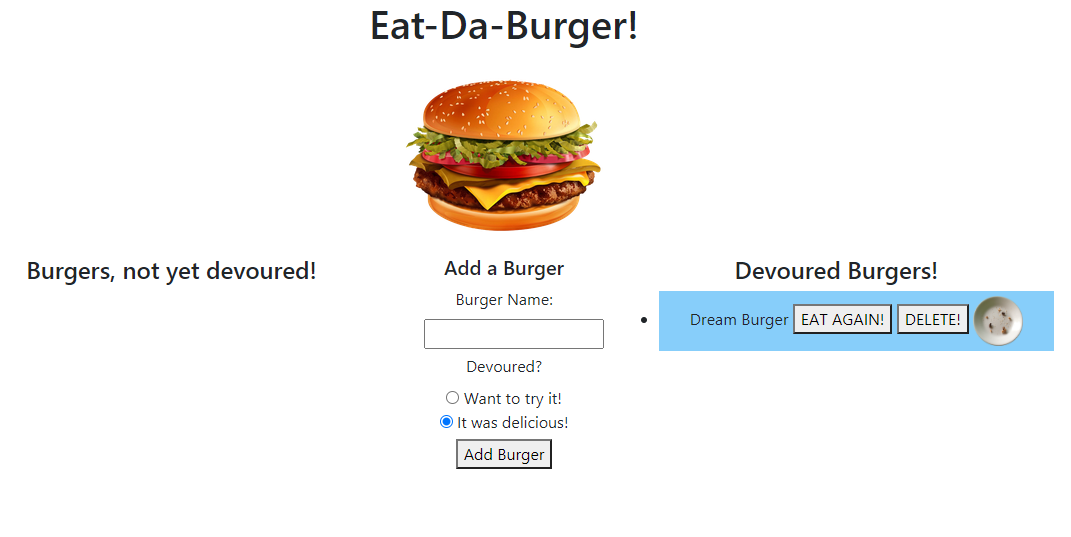 Eat-Da-Burger!
Burgers, not yet devoured!
Add a Burger
Burger Name:
Devoured?
Want to try it!
It was delicious!
Add Burger
Devoured Burgers!
Dream Burger EAT AGAIN! DELETE!